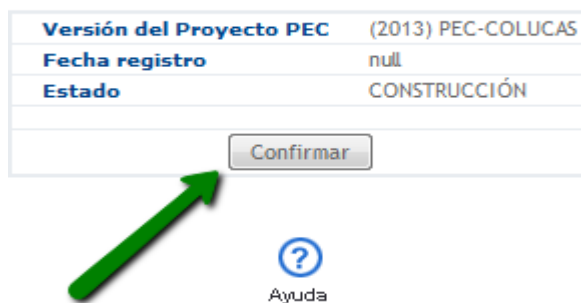 Versión del Proyecto PEC (2013) PEC-COLUCAS
Fecha registro null
Estado CONSTRUCCIÓN
Confirmar
?
Ayuda